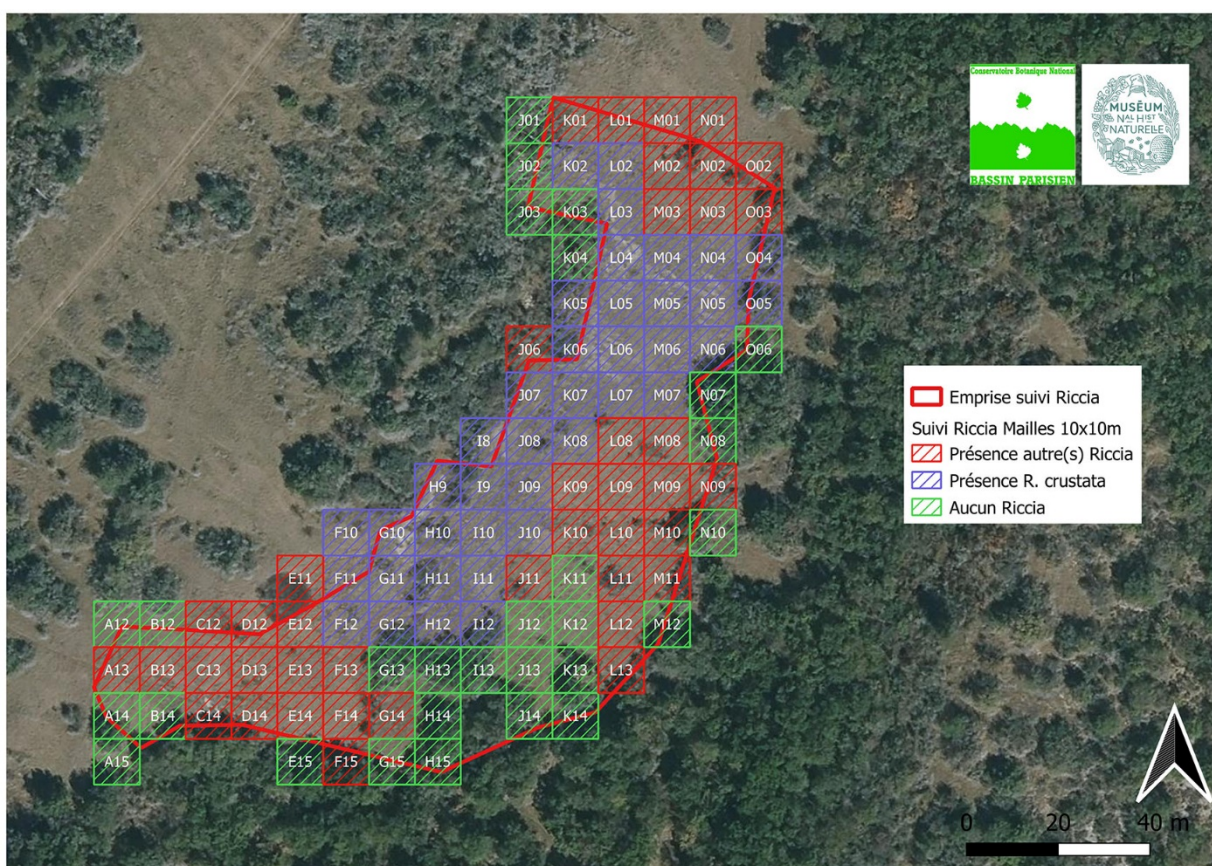 Conservatoire Botanique National
BASSIN PARISIEN
MUSÉUM
NAL HIST
NATURELLE
J01 K01 L01 M01 N01
J02 K02 L02 M02 N02 O02
J03 K03 L03 M03 N03 O03
K04 L04 M04 N04 O04
K05 L05 M05 N05 O05
J06 K06 L06 M06 N06 O06
J07 K07 L07 M07 N07
I8 J08 K08 L08 M08 N08
H9 I9 J09 K09 L09 M09 N09
F10 G10 H10 I10 J10 K10 L10 M10 N10
E11 F11 G11 H11 I11 J11 K11 L11 M11
A12 B12 C12 D12 E12 F12 G12 H12 I12 J12 K12 L12 M12
A13 B13 C13 D13 E13 F13 G13 H13 I13 J13 K13 L13
A14 B14 C14 D14 E14 F14 G14 H14 J14 K14
A15 E15 F15 G15 H15
Emprise suivi Riccia
Suivi Riccia Mailles 10x10m
Présence autre(s) Riccia
Présence R. crustata
Aucun Riccia
0 20 40 m